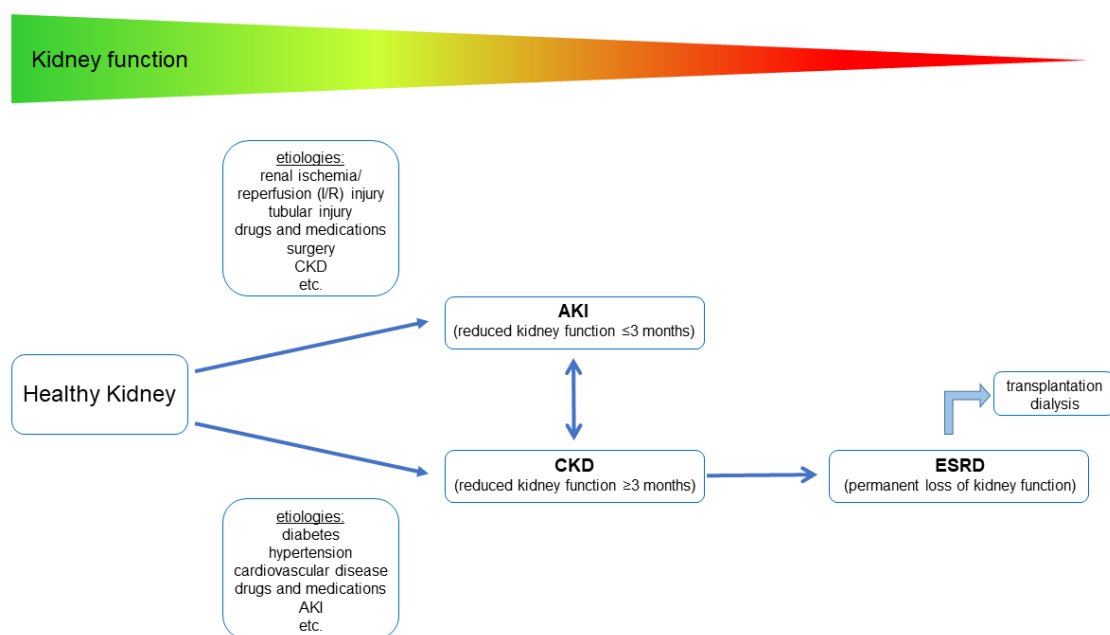 Kidney function
etiologies:
renal ischemia/
reperfusion (I/R) injury
tubular injury
drugs and medications
surgery
CKD
etc.
AKI
(reduced kidney function ≤3 months)
Healthy Kidney
transplantation
dialysis
CKD
(reduced kidney function ≥3 months)
ESRD
(permanent loss of kidney function)
etiologies:
diabetes
hypertension
cardiovascular disease
drugs and medications
AKI
etc.